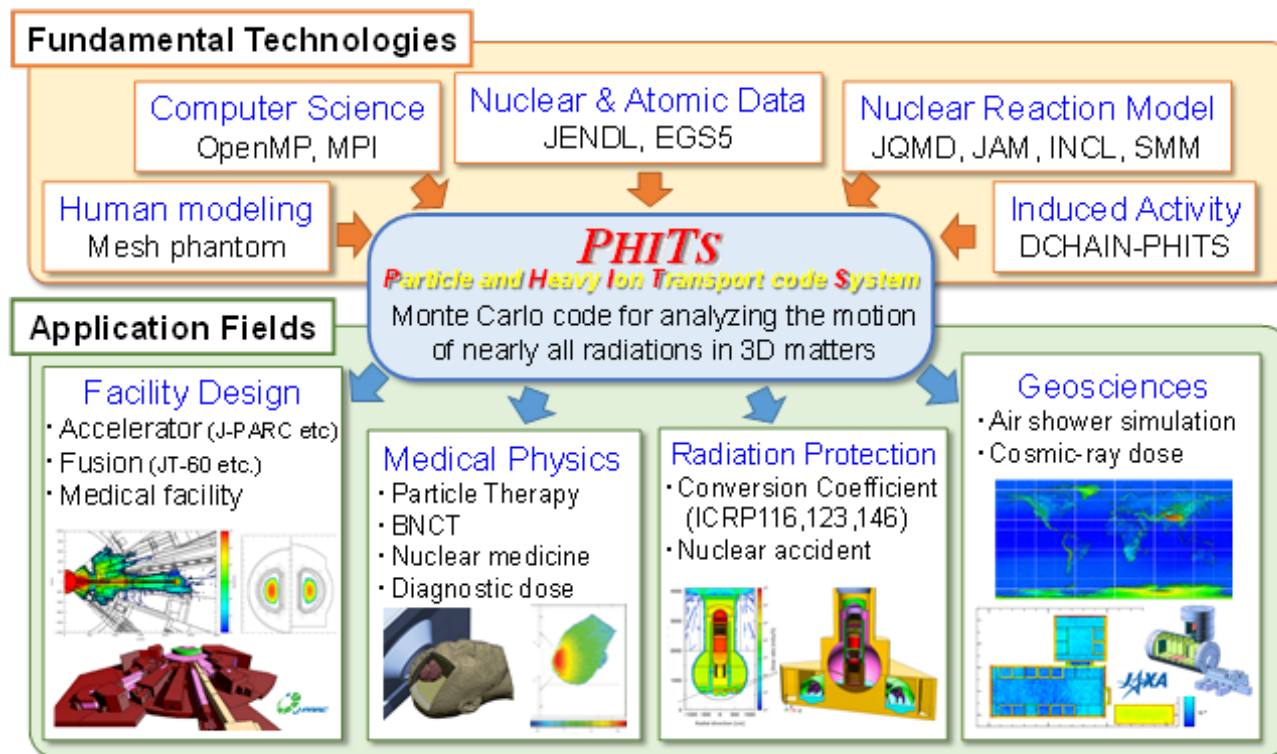 Fundamental Technologies
Computer Science
OpenMP, MPI
Nuclear & Atomic Data
JENDL, EGS5
Nuclear Reaction Model
JQMD, JAM, INCL, SMM
Human modeling
Mesh phantom
Induced Activity
DCHAIN-PHITS
PHITS
Particle and Heavy Ion Transport code System
Monte Carlo code for analyzing the motion
of nearly all radiations in 3D matters
Application Fields
Facility Design
・Accelerator (J-PARC etc)
・Fusion (JT-60 etc.)
・Medical facility
J-PARC
Medical Physics
・Particle Therapy
・BNCT
・Nuclear medicine
・Diagnostic dose
Radiation Protection
・Conversion Coefficient
(ICRP116,123,146)
・Nuclear accident
Geosciences
・Air shower simulation
・Cosmic-ray dose
JAXA